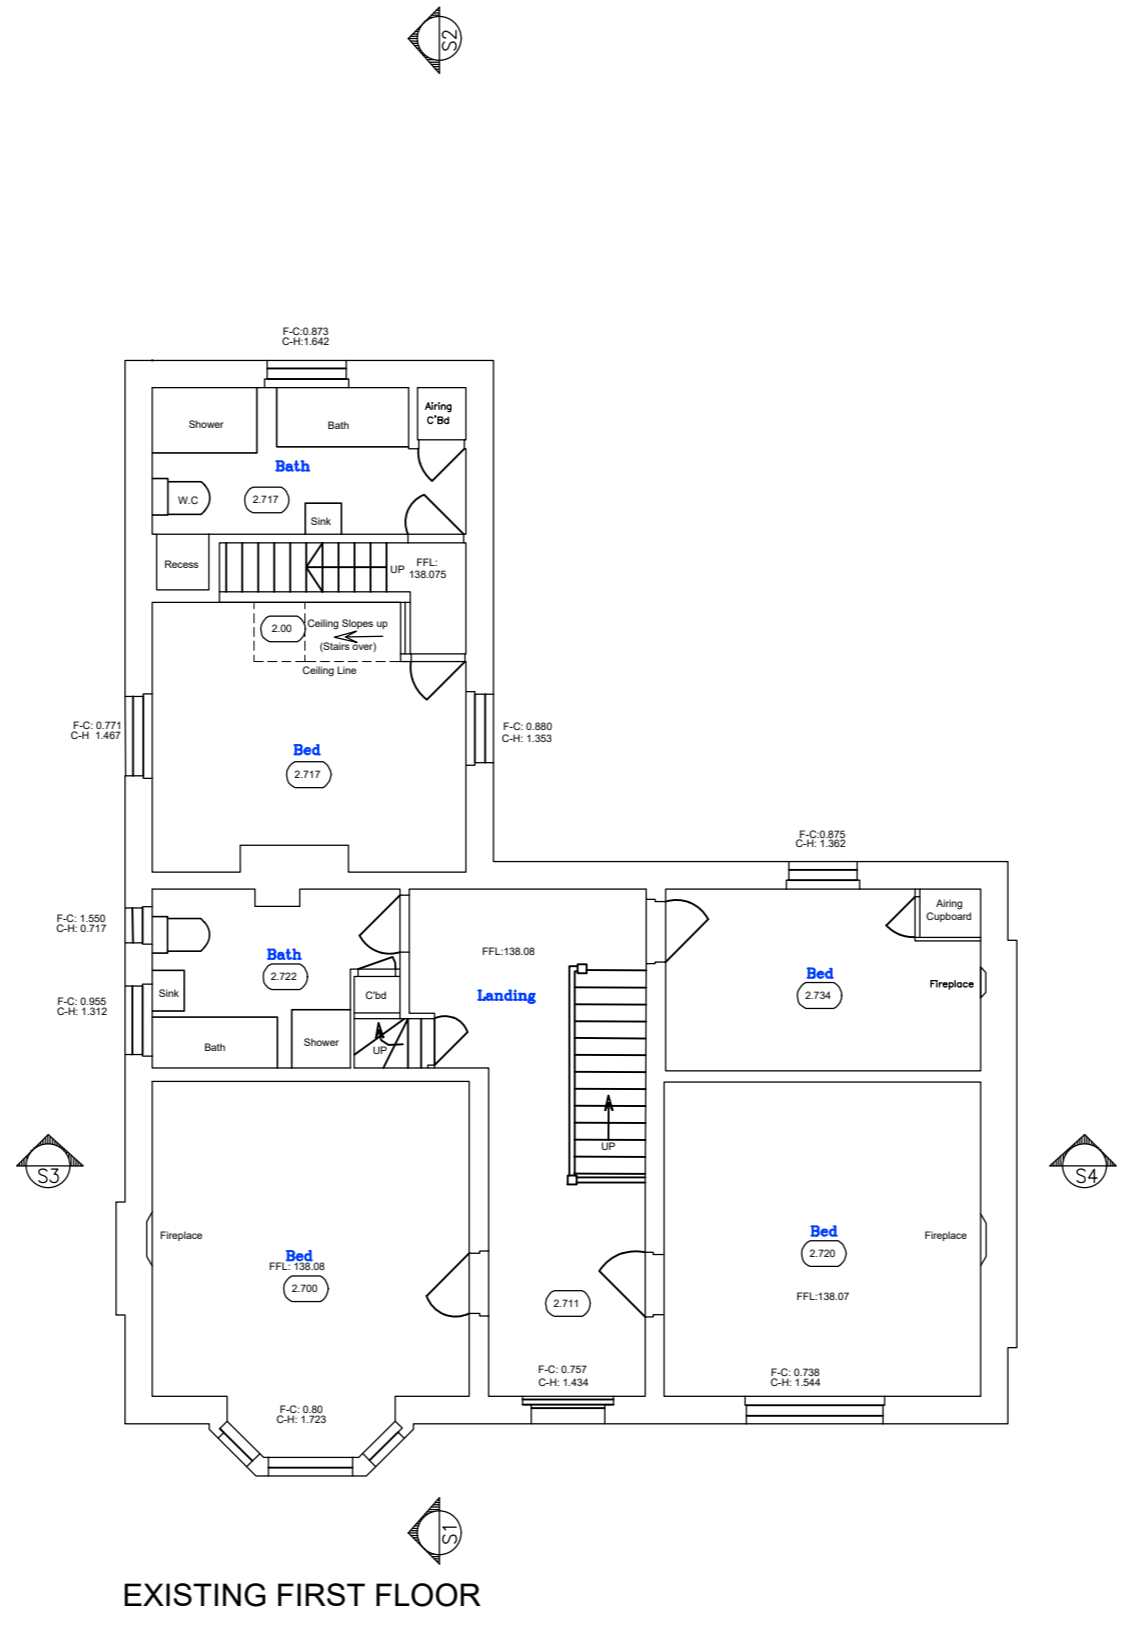 S2
F-C:0.873
C-H:1.642
Shower
Bath
Airing
C'Bd
Bath
W.C
2.717
Sink
Recess
UP
FFL:
138.075
2.00
Ceiling Slopes up
(Stairs over)
Ceiling Line
F-C: 0.771
C-H 1.467
F-C: 0.880
C-H: 1.353
Bed
2.717
F-C:0.875
C-H: 1.362
F-C: 1.550
C-H: 0.717
Bath
2.722
FFL:138.08
Airing
Cupboard
Bed
2.734
Fireplace
Sink
C'bd
Landing
F-C: 0.955
C-H: 1.312
Bath
Shower
UP
UP
S3
S4
Fireplace
Bed
FFL: 138.08
2.700
Bed
2.720
Fireplace
FFL:138.07
2.711
F-C: 0.757
C-H: 1.434
F-C: 0.738
C-H: 1.544
F-C: 0.80
C-H: 1.723
S1
EXISTING FIRST FLOOR